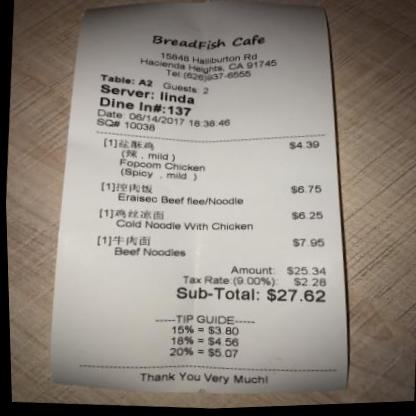 BreadFish Cafe
15848 Halliburton Rd
Hacienda Heights, CA 91745
Tel:(626)937-6555
Table: A2 Guests: 2
Server: linda
Dine In#:137
Date: 06/14/2017 18:38:46
SQ# 10038
[1]盐酥鸡 $4.39
(辣 , mild )
Popcorn Chicken
(Spicy , mild )
[1]控肉饭 $6.75
Eraisec Beef flee/Noodle
[1]鸡丝凉面 $6.25
Cold Noodle With Chicken
[1]牛肉面 $7.95
Beef Noodles
Amount: $25.34
Tax Rate:(9.00%): $2.28
Sub-Total: $27.62
-----TIP GUIDE-----
15% = $3.80
18% = $4.56
20% = $5.07
Thank You Very Much!